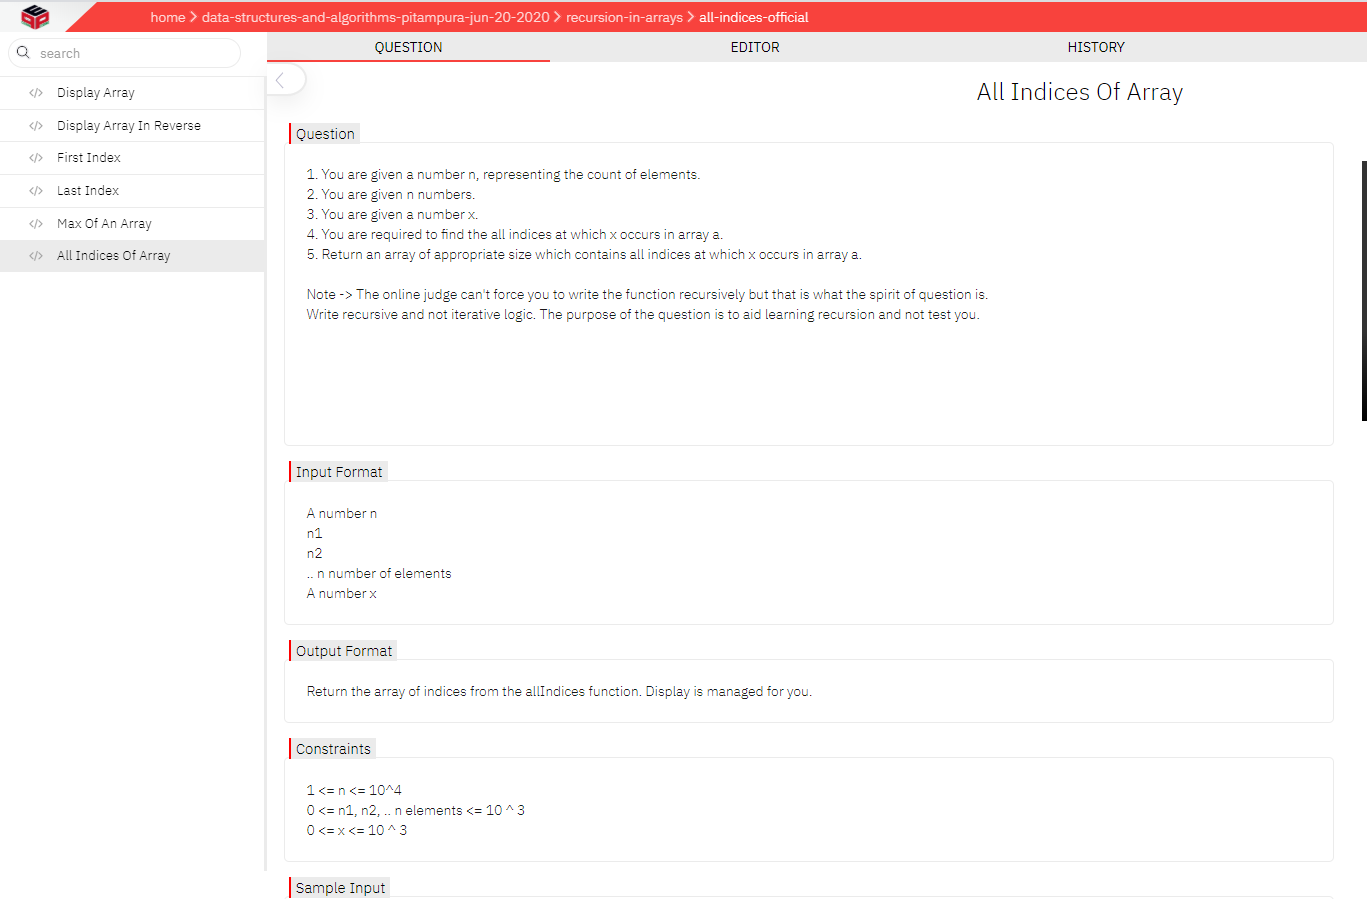 home > data-structures-and-algorithms-pitampura-jun-20-2020 > recursion-in-arrays > all-indices-official
search
QUESTION
EDITOR
HISTORY
</> Display Array
</> Display Array In Reverse
</> First Index
</> Last Index
</> Max Of An Array
</> All Indices Of Array
All Indices Of Array
Question
1. You are given a number n, representing the count of elements.
2. You are given n numbers.
3. You are given a number x.
4. You are required to find the all indices at which x occurs in array a.
5. Return an array of appropriate size which contains all indices at which x occurs in array a.
Note -> The online judge can't force you to write the function recursively but that is what the spirit of question is.
Write recursive and not iterative logic. The purpose of the question is to aid learning recursion and not test you.
Input Format
A number n
n1
n2
.. n number of elements
A number x
Output Format
Return the array of indices from the allIndices function. Display is managed for you.
Constraints
1 <= n <= 10^4
0 <= n1, n2, .. n elements <= 10 ^ 3
0 <= x <= 10 ^ 3
Sample Input